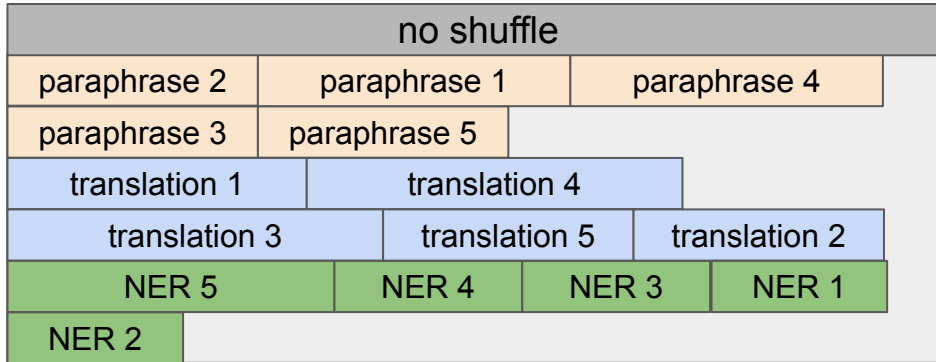 no shuffle
paraphrase 2 paraphrase 1 paraphrase 4
paraphrase 3 paraphrase 5
translation 1 translation 4
translation 3 translation 5 translation 2
NER 5 NER 4 NER 3 NER 1
NER 2